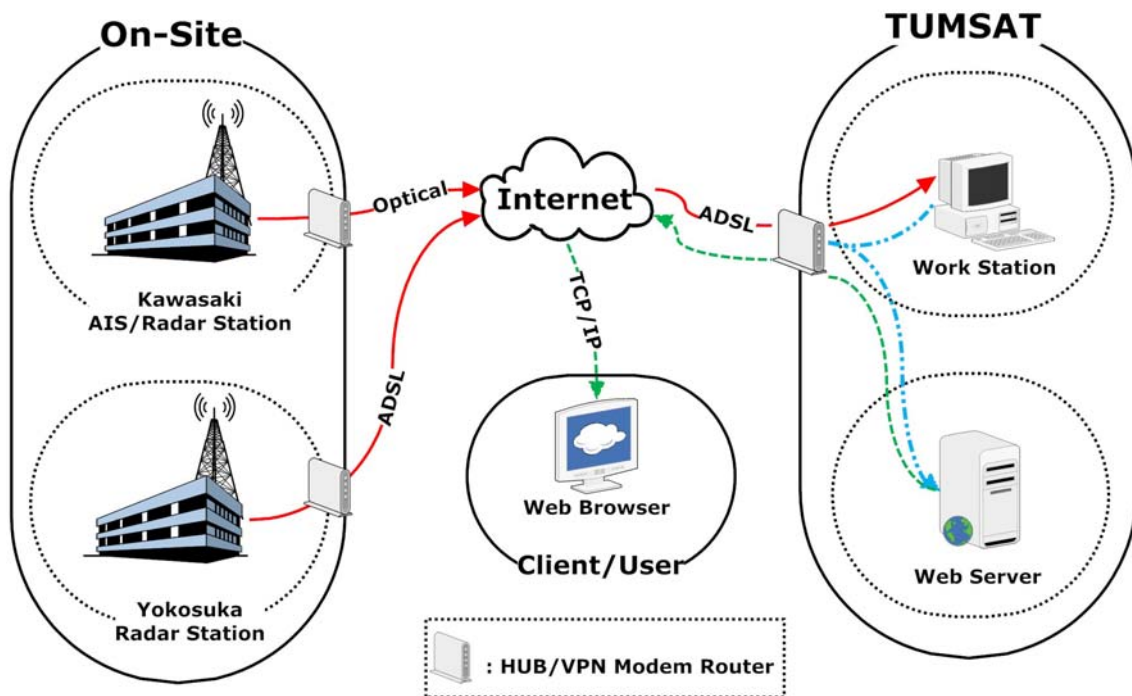 On-Site
TUMSAT
Kawasaki
AIS/Radar Station
Optical
Internet
ADSL
Work Station
ADSL
TCP/IP
Web Browser
Client/User
Yokosuka
Radar Station
Web Server
: HUB/VPN Modem Router